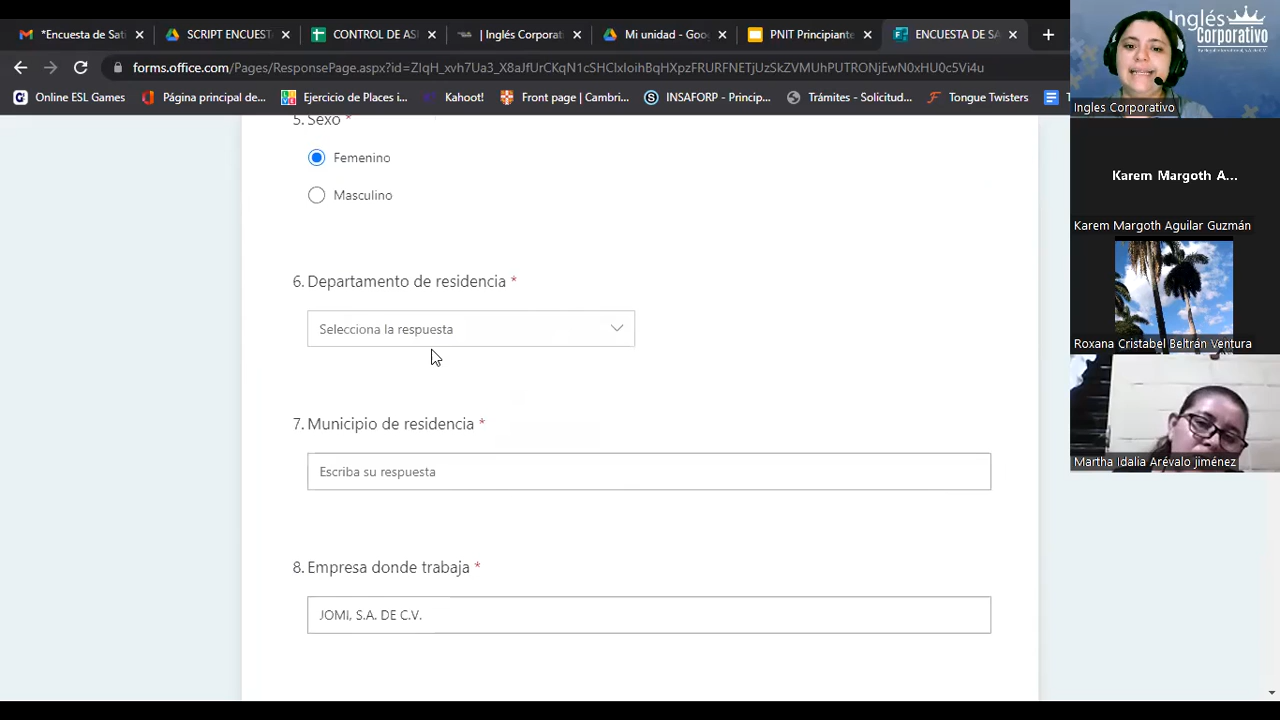 *Encuesta de Sati
SCRIPT ENCUEST
CONTROL DE ASI
| Inglés Corporat
Mi unidad - Goog
PNIT Principiante
ENCUESTA DE SA
forms.office.com/Pages/ResponsePage.aspx?id=
Online ESL Games
Página principal de...
Ejercicio de Places i...
Kahoot!
Front page | Cambri...
INSAFORP - Princip...
Trámites - Solicitud...
Tongue Twisters
5. Sexo *
Femenino
Masculino
6. Departamento de residencia *
Selecciona la respuesta
7. Municipio de residencia *
Escriba su respuesta
8. Empresa donde trabaja *
JOMI, S.A. DE C.V.
Inglés
Corporativo
Ingles Corporativo
Karem Margoth A...
Karem Margoth Aguilar Guzmán
Roxana Cristabel Beltrán Ventura
Martha Idalia Arévalo jiménez